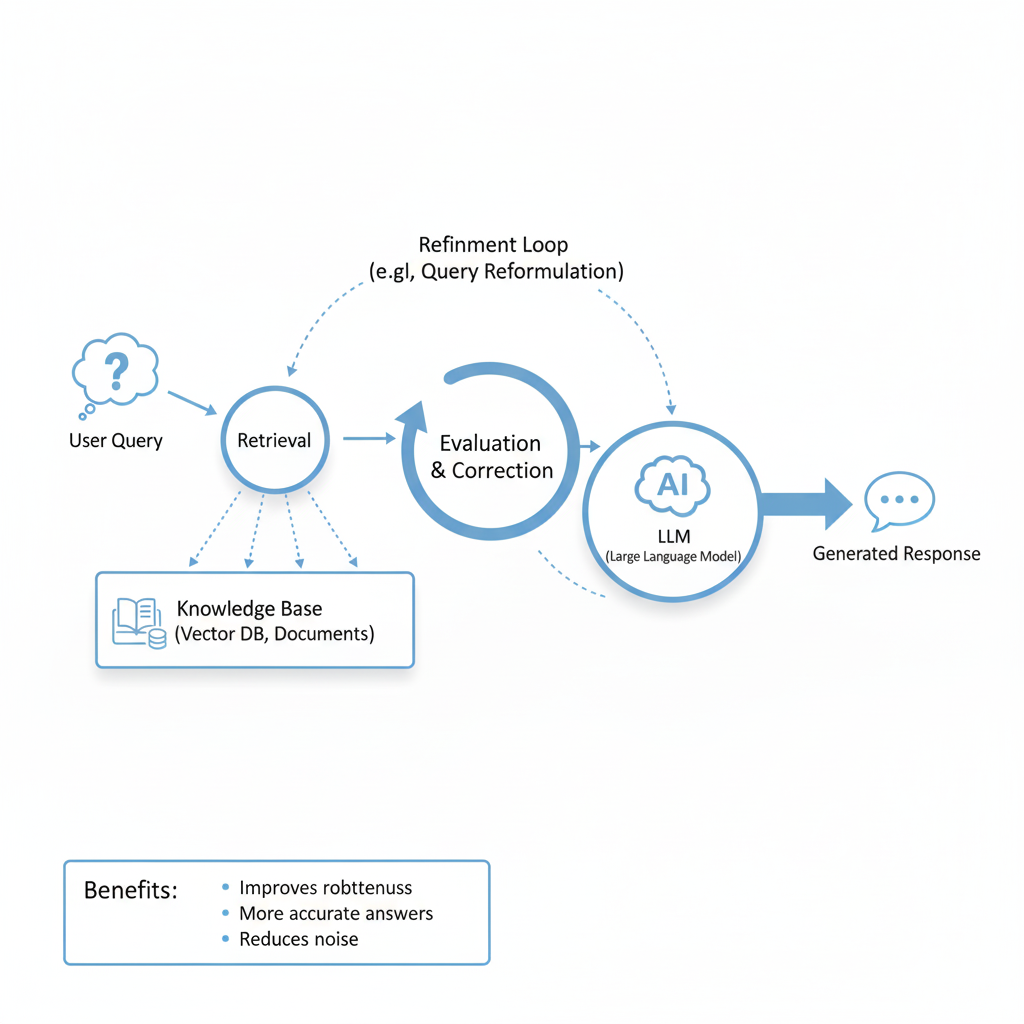 Refinment Loop
(e.gl, Query Reformulation)
?
User Query
Retrieval
Evaluation
& Correction
AI
LLM
(Large Language Model)
Generated Response
Knowledge Base
(Vector DB, Documents)
Benefits:
• Improves robttenuss
• More accurate answers
• Reduces noise